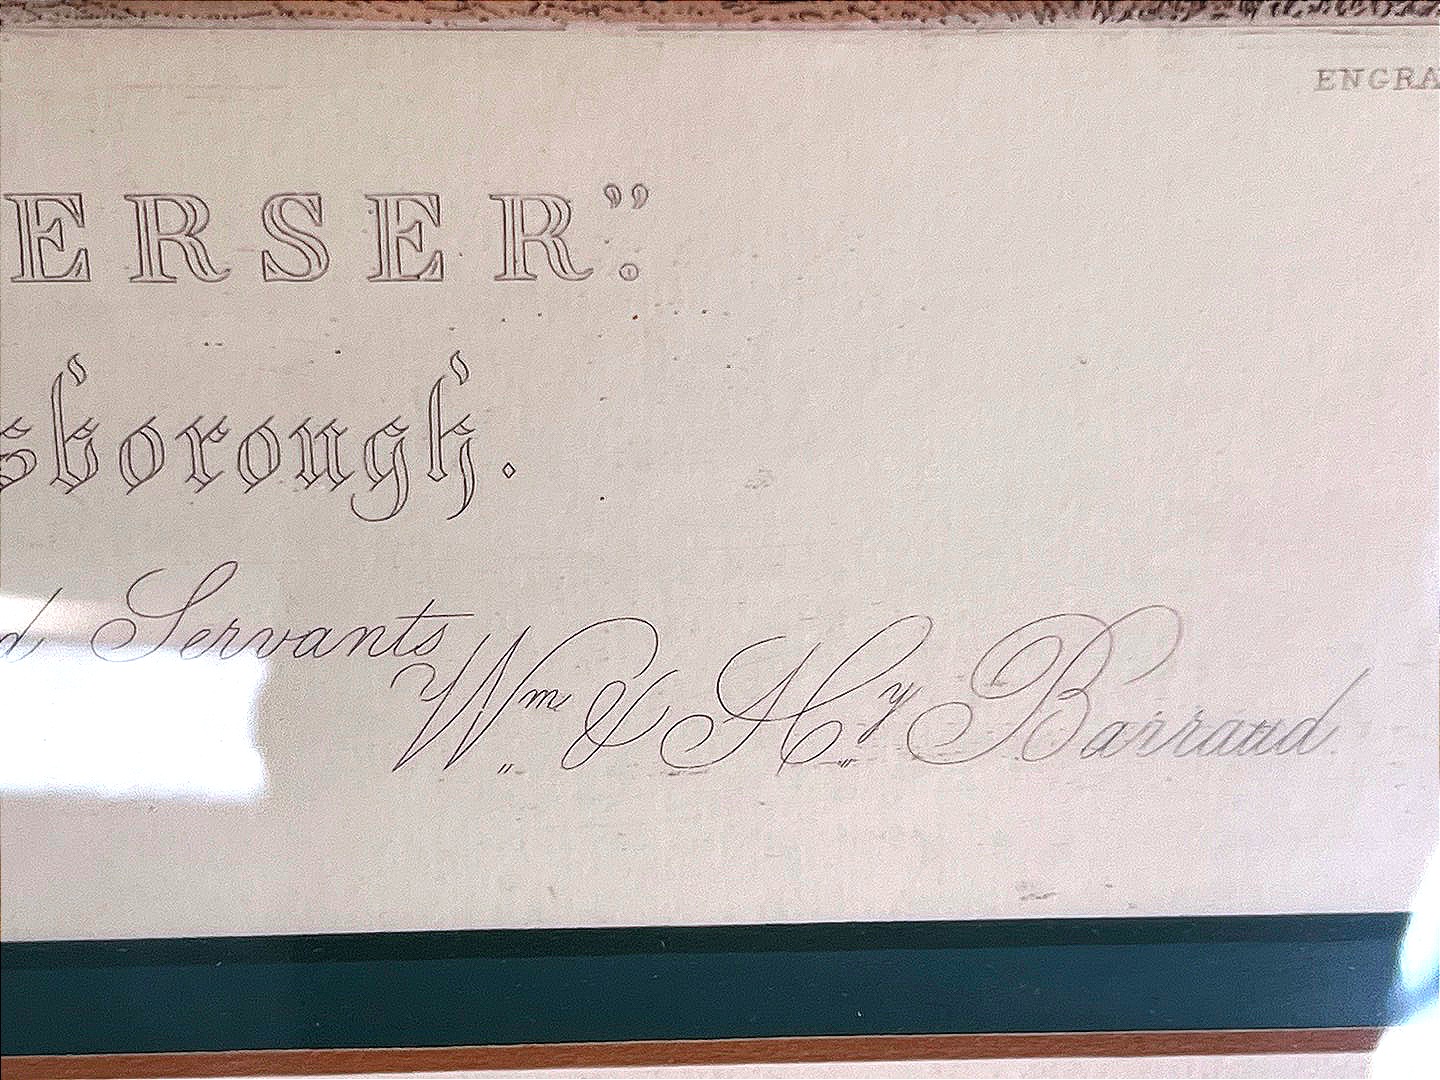 ENGRA
ERSER".
sborough.
d Servants
Wm & Hy Barraud